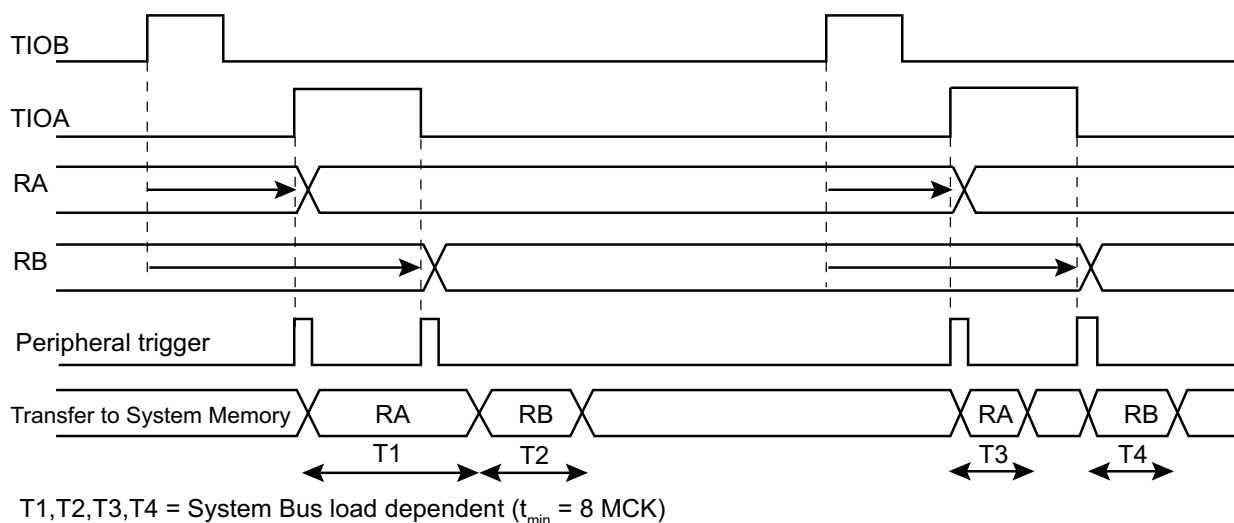 TIOB
TIOA
RA
RB
Peripheral trigger
Transfer to System Memory RA RB RA RB
T1 T2 T3 T4
T1,T2,T3,T4 = System Bus load dependent (tmin = 8 MCK)